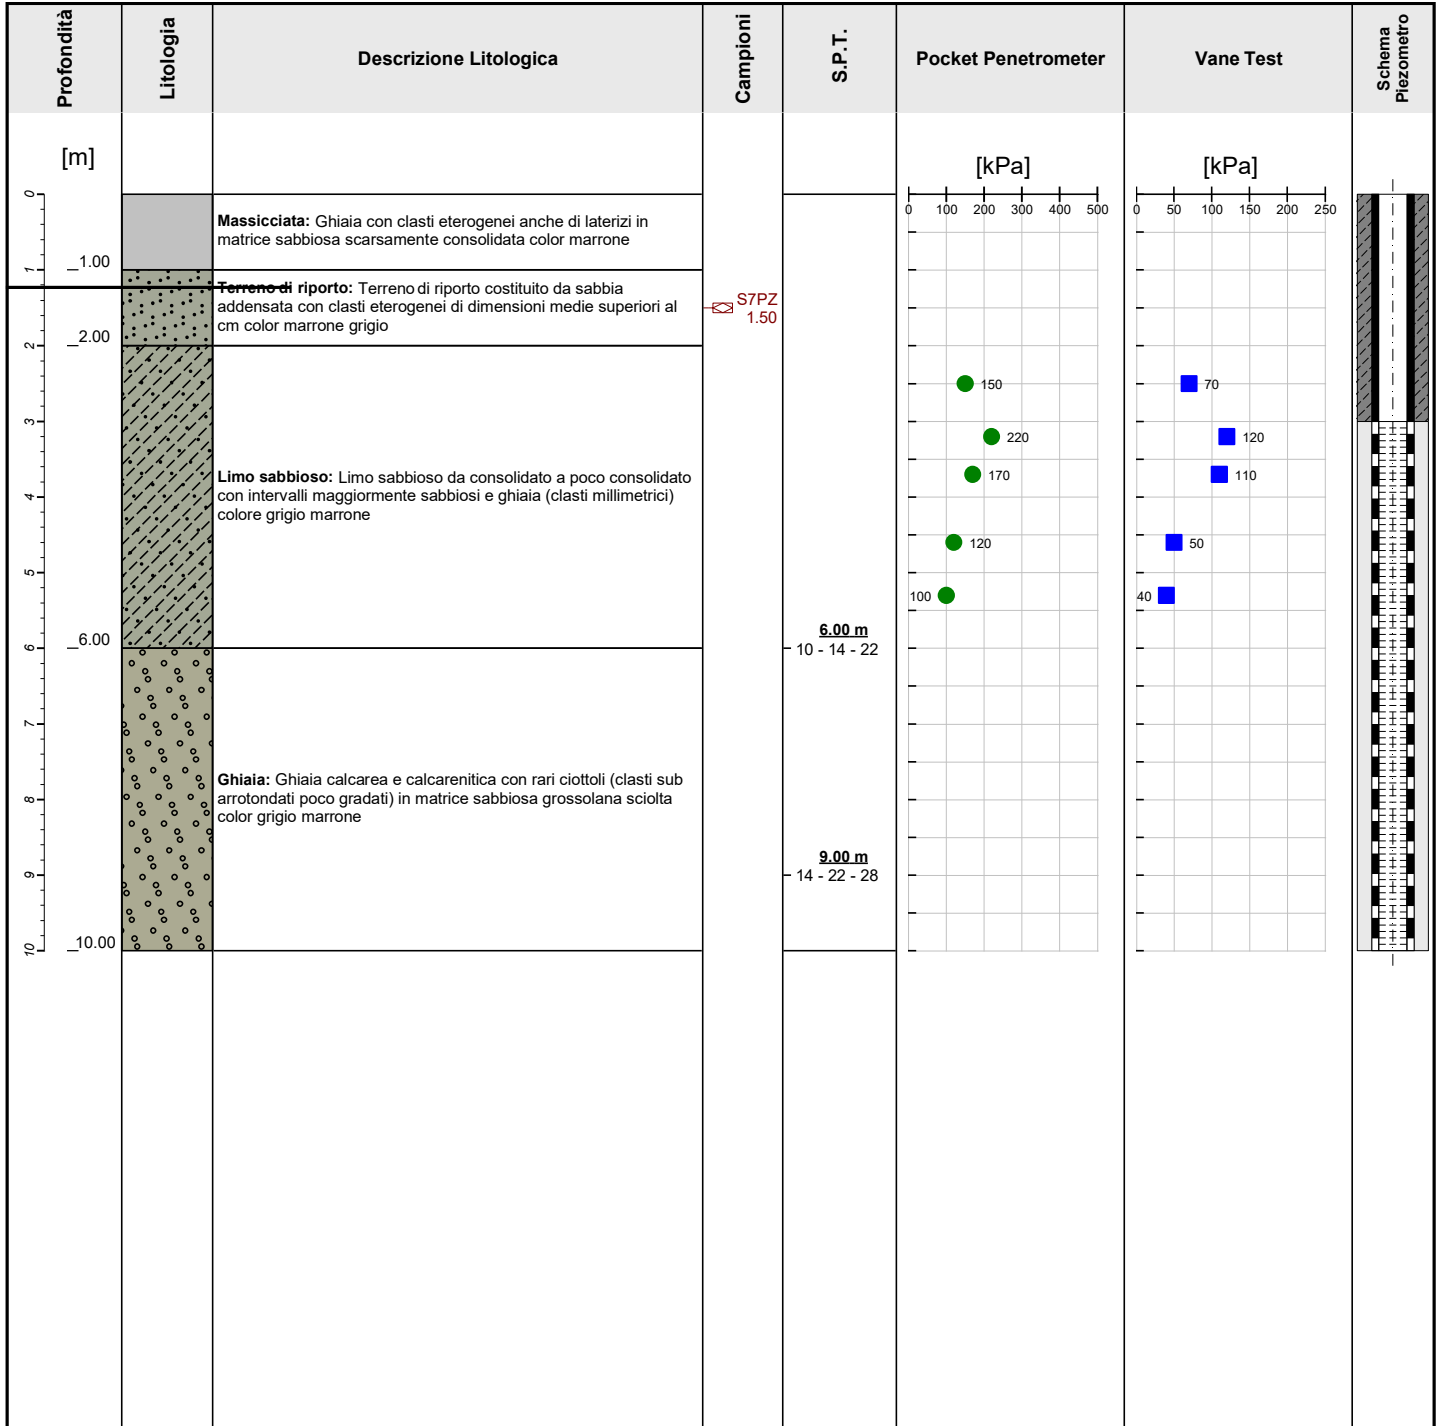 Profondità
Litologia
Descrizione Litologica
Campioni
S.P.T.
Pocket Penetrometer
Vane Test
Schema
Piezometro
[m]
[kPa]
[kPa]
0 100 200 300 400 500
0 50 100 150 200 250
0
1
2
3
4
5
6
7
8
9
10
1.00
2.00
6.00
10.00
Massicciata: Ghiaia con clasti eterogenei anche di laterizi in
matrice sabbiosa scarsamente consolidata color marrone
Terreno di riporto: Terreno di riporto costituito da sabbia
addensata con clasti eterogenei di dimensioni medie superiori al
cm color marrone grigio
Limo sabbioso: Limo sabbioso da consolidato a poco consolidato
con intervalli maggiormente sabbiosi e ghiaia (clasti millimetrici)
colore grigio marrone
Ghiaia: Ghiaia calcarea e calcarenitica con rari ciottoli (clasti sub
arrotondati poco gradati) in matrice sabbiosa grossolana sciolta
color grigio marrone
S7PZ
1.50
6.00 m
10 - 14 - 22
9.00 m
14 - 22 - 28
150
220
170
120
100
70
120
110
50
40